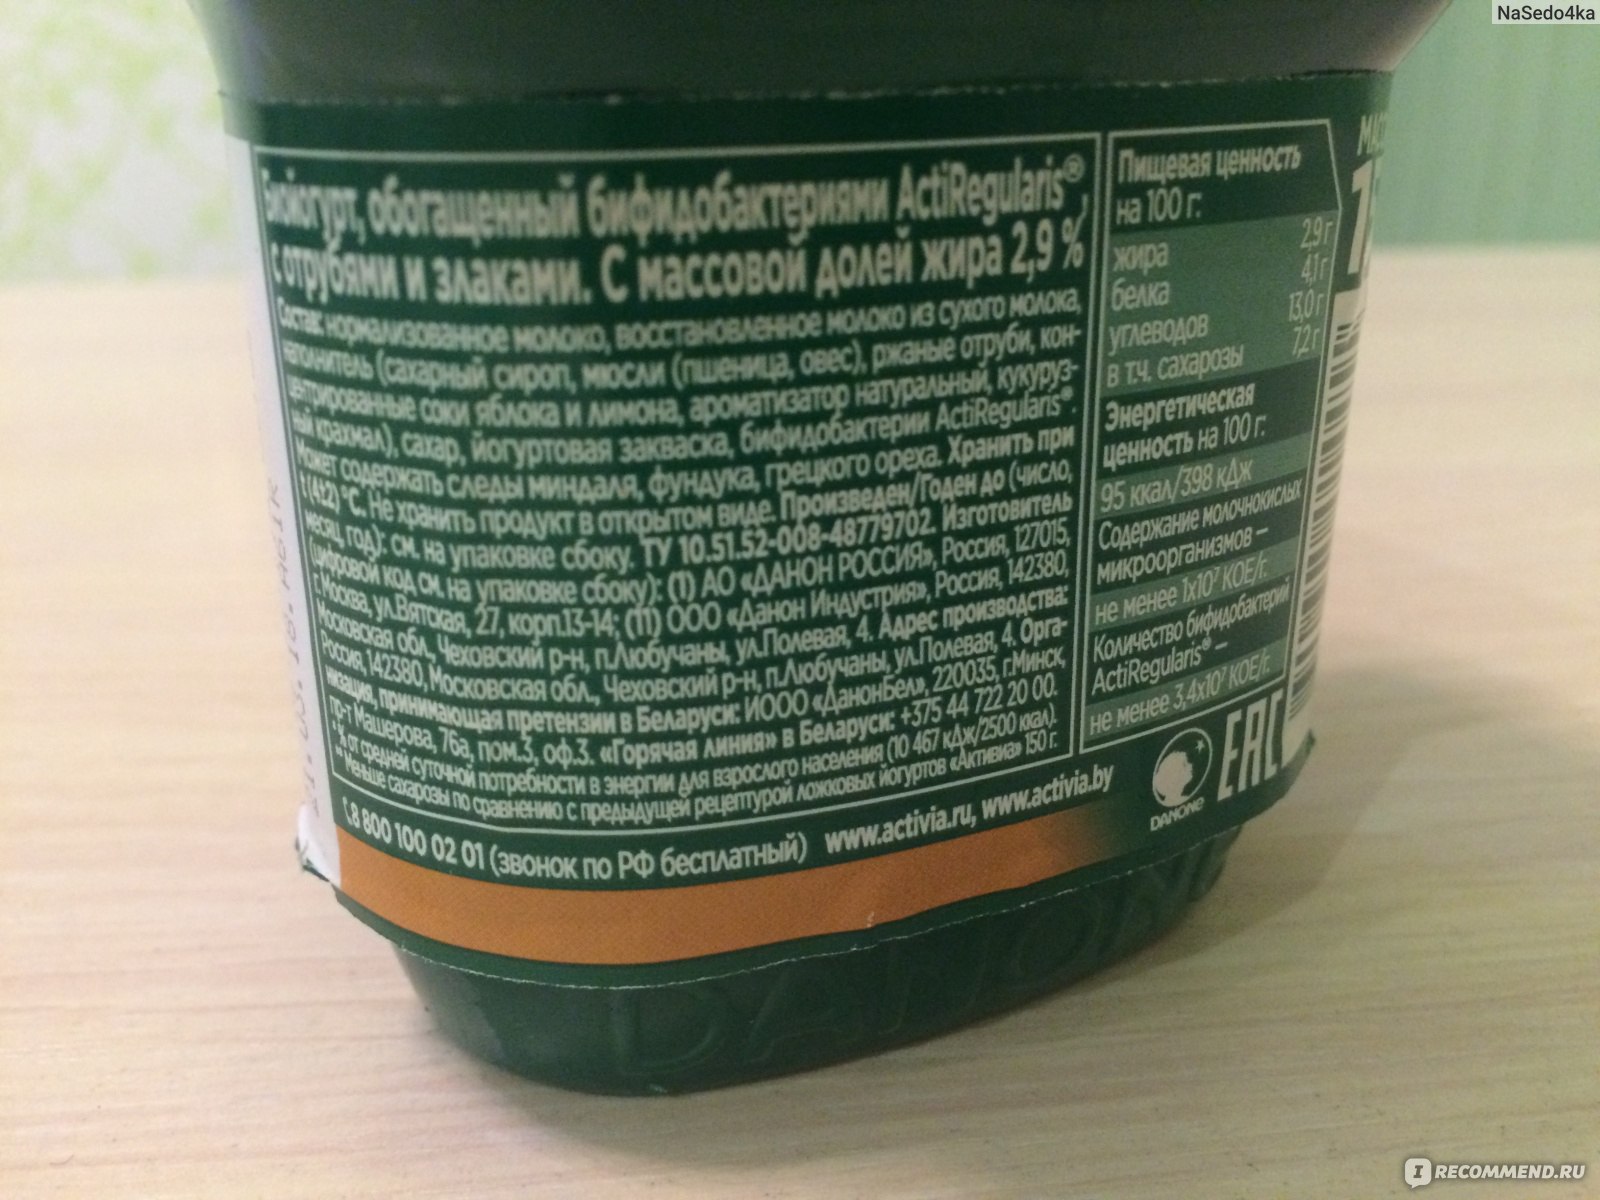 NaSedo4ka
Биойогурт, обогащенный бифидобактериями ActiRegularis®,
с отрубями и злаками. С массовой долей жира 2,9 %
Состав: нормализованное молоко, восстановленное молоко из сухого молока,
наполнитель (сахарный сироп, мюсли (пшеница, овес), ржаные отруби, кон-
центрированные соки яблока и лимона, ароматизатор натуральный, кукуруз-
ный крахмал), сахар, йогуртовая закваска, бифидобактерии ActiRegularis®.
Может содержать следы миндаля, фундука, грецкого ореха. Хранить при
t (4±2) °С. Не хранить продукт в открытом виде. Произведен/Годен до (число,
месяц, год): см. на упаковке сбоку. ТУ 10.51.52-008-48779702. Изготовитель
(цифровой код см. на упаковке сбоку): (1) АО «ДАНОН РОССИЯ», Россия, 127015,
г. Москва, ул.Вятская, 27, корп.13-14; (11) ООО «Данон Индустрия», Россия, 142380,
Московская обл., Чеховский р-н, п.Любучаны, ул.Полевая, 4. Адрес производства:
Россия, 142380, Московская обл., Чеховский р-н, п.Любучаны, ул.Полевая, 4. Орга-
низация, принимающая претензии в Беларуси: ИООО «ДанонБел», 220035, г.Минск,
пр-т Машерова, 76а, пом.3, оф.3. «Горячая линия» в Беларуси: +375 44 722 20 00.
*% от средней суточной потребности в энергии для взрослого населения (10 467 кДж/2500 ккал).
**Меньше сахарозы по сравнению с предыдущей рецептурой ложковых йогуртов «Активиа» 150 г.
8 800 100 02 01 (звонок по РФ бесплатный) www.activia.ru, www.activia.by
Пищевая ценность
на 100 г:
жира 2,9 г
белка 4,1 г
углеводов 13,0 г
в т.ч. сахарозы 7,2 г
Энергетическая
ценность на 100 г:
95 ккал/398 кДж
Содержание молочнокислых
микроорганизмов –
не менее 1x10⁷ КОЕ/г.
Количество бифидобактерий
ActiRegularis® –
не менее 3,4x10⁷ КОЕ/г.
DANONE
EAC
DANONE
IRECOMMEND.RU